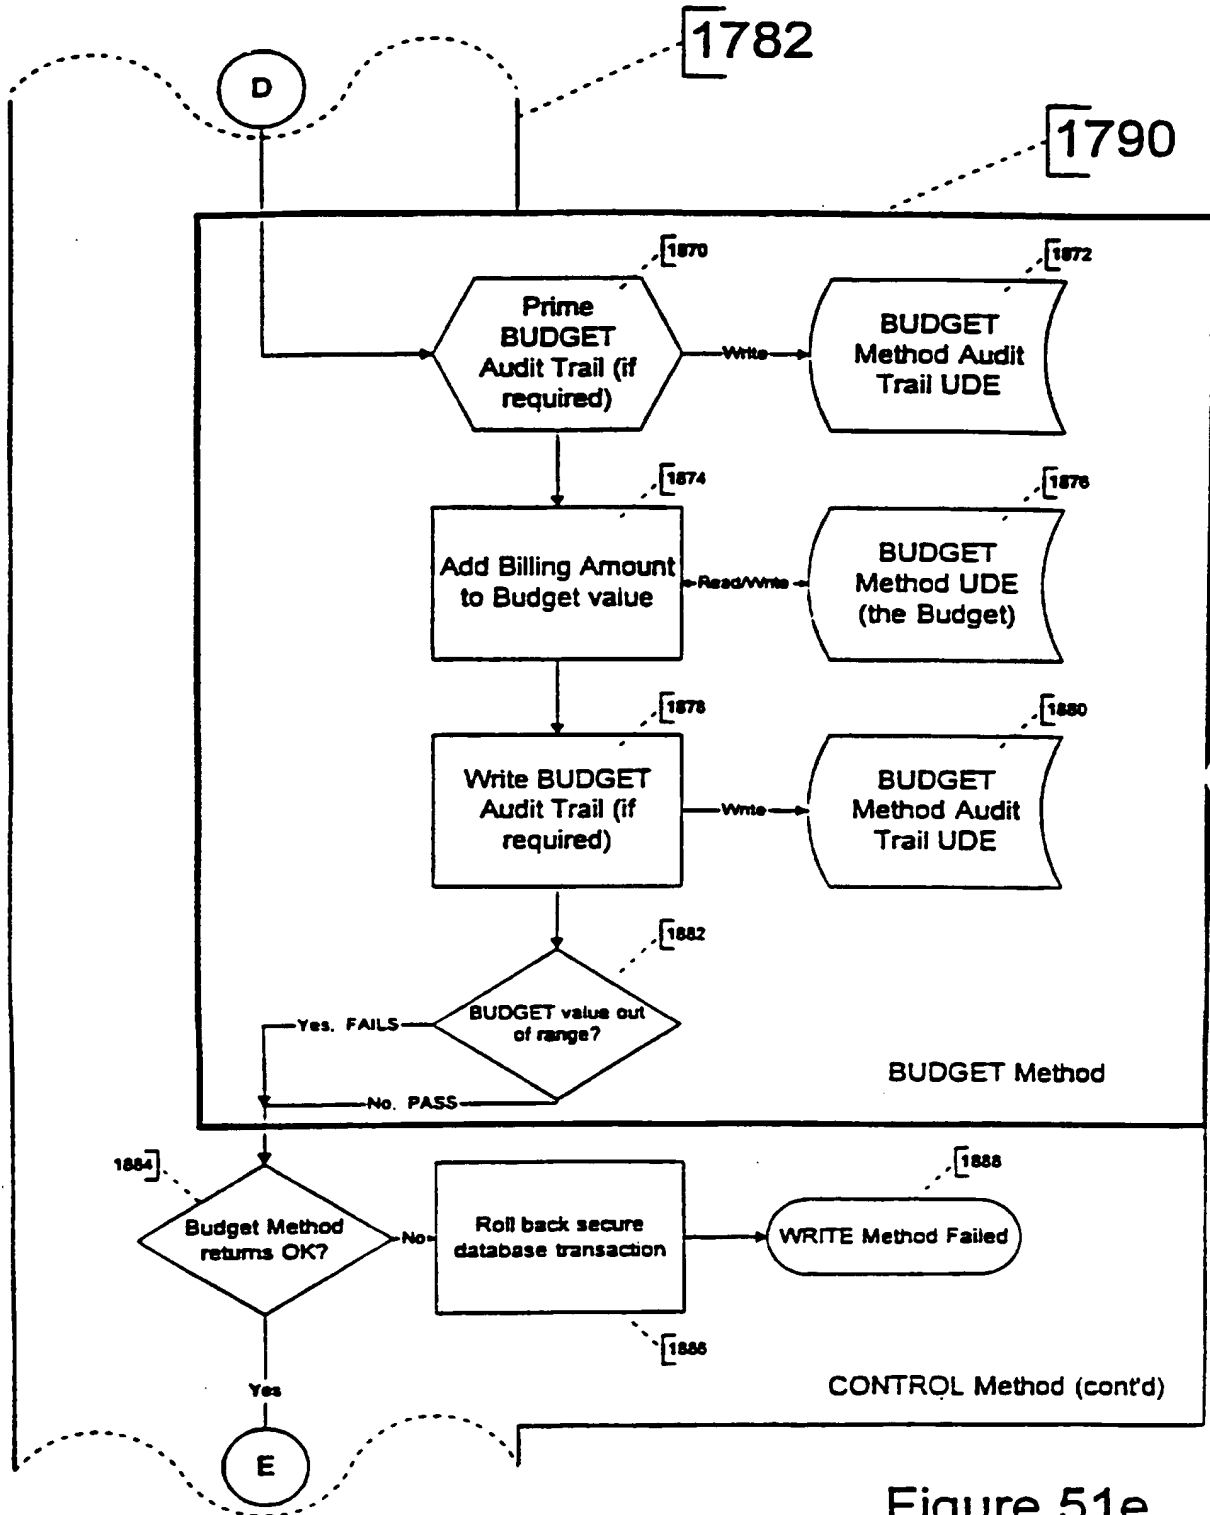 1782
1790
D
1870
1872
Prime
BUDGET
Audit Trail (if
required)
Write
BUDGET
Method Audit
Trail UDE
1874
1876
Add Billing Amount
to Budget value
Read/Write
BUDGET
Method UDE
(the Budget)
1878
1880
Write BUDGET
Audit Trail (if
required)
Write
BUDGET
Method Audit
Trail UDE
1882
BUDGET value out
of range?
Yes, FAILS
No, PASS
BUDGET Method
1884
1888
Budget Method
returns OK?
No
Roll back secure
database transaction
WRITE Method Failed
1886
Yes
CONTROL Method (cont'd)
E
Figure 51e